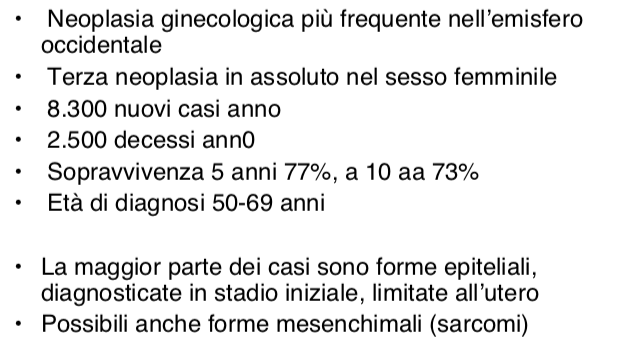 • Neoplasia ginecologica più frequente nell'emisfero
occidentale
• Terza neoplasia in assoluto nel sesso femminile
• 8.300 nuovi casi anno
• 2.500 decessi ann0
• Sopravvivenza 5 anni 77%, a 10 aa 73%
• Età di diagnosi 50-69 anni
• La maggior parte dei casi sono forme epiteliali,
diagnosticate in stadio iniziale, limitate all'utero
• Possibili anche forme mesenchimali (sarcomi)